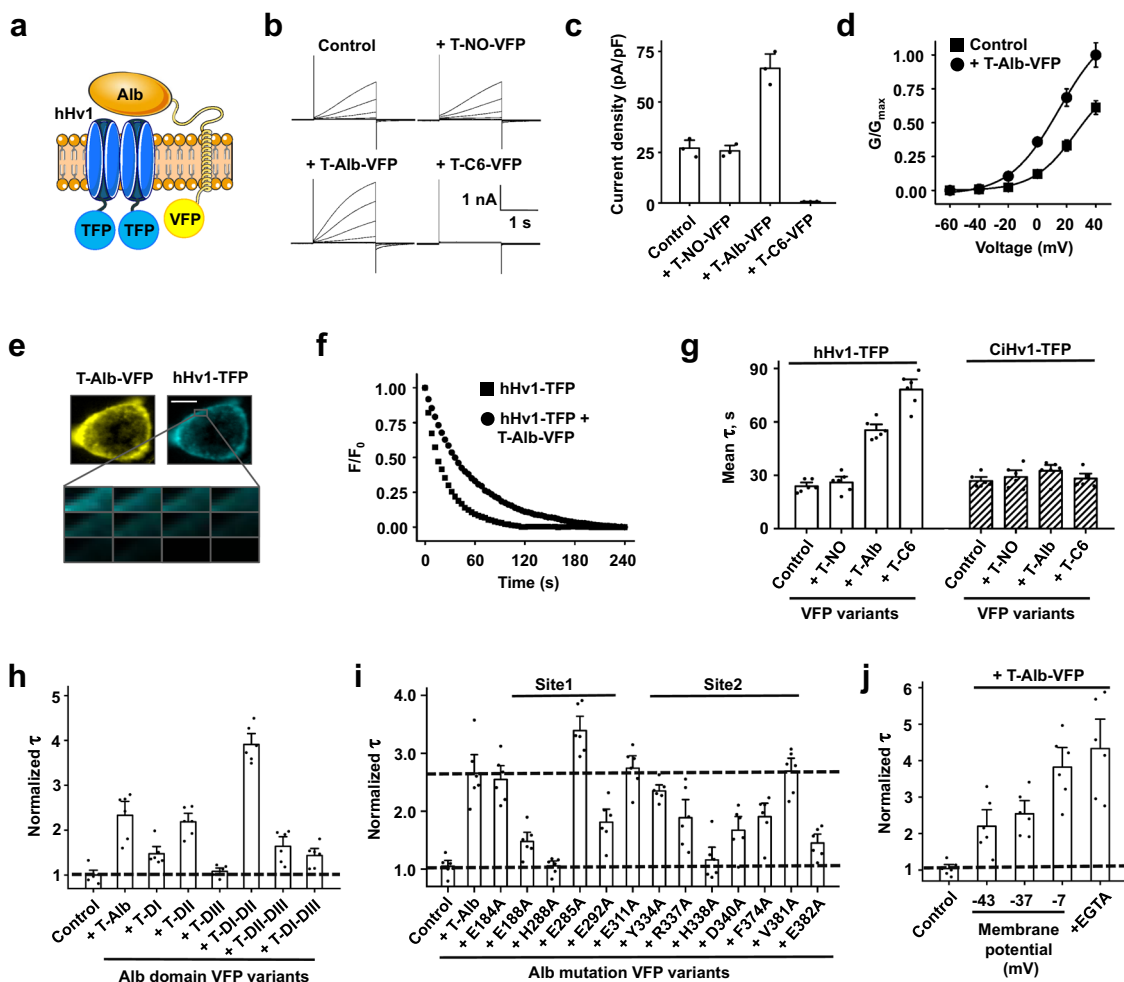 a
Alb
hHv1
TFP
TFP
VFP
b
Control
+ T-NO-VFP
+ T-Alb-VFP
+ T-C6-VFP
1 nA
1 s
c
Current density (pA/pF)
75
50
25
0
Control
+ T-NO-VFP
+ T-Alb-VFP
+ T-C6-VFP
d
Control
+ T-Alb-VFP
G/Gmax
1.00
0.75
0.50
0.25
0.00
-60 -40 -20 0 20 40
Voltage (mV)
e
T-Alb-VFP
hHv1-TFP
f
hHv1-TFP
hHv1-TFP +
T-Alb-VFP
F/F0
1.00
0.75
0.50
0.25
0.00
0 60 120 180 240
Time (s)
g
hHv1-TFP
CiHv1-TFP
Mean τ, s
90
60
30
0
Control
+ T-NO
+ T-Alb
+ T-C6
Control
+ T-NO
+ T-Alb
+ T-C6
VFP variants
VFP variants
h
Normalized τ
5
4
3
2
1
Control
+ T-Alb
+ T-DI
+ T-DII
+ T-DIII
+ T-DI-DII
+ T-DII-DIII
+ T-DI-DIII
Alb domain VFP variants
i
Site1
Site2
Normalized τ
4.0
3.0
2.0
1.0
Control
+ T-Alb
+ E184A
+ E188A
+ H288A
+ E285A
+ E292A
+ E311A
+ Y334A
+ R337A
+ H338A
+ D340A
+ F374A
+ V381A
+ E382A
Alb mutation VFP variants
j
+ T-Alb-VFP
Normalized τ
6
5
4
3
2
1
Control
-43 -37 -7
+EGTA
Membrane
potential
(mV)